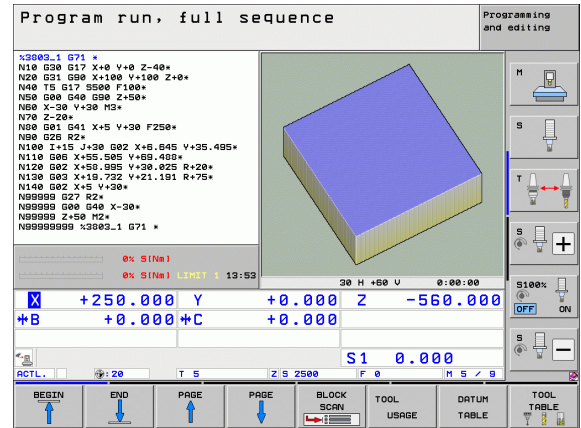 Program run, full sequence
Programming
and editing
%3803_1 G71 *
N10 G30 G17 X+0 Y+0 Z-40*
N20 G31 G90 X+100 Y+100 Z+0*
N40 T5 G17 S500 F100*
N50 G00 G40 G90 Z+50*
N60 X-30 Y+30 M3*
N70 Z-20*
N80 G01 G41 X+5 Y+30 F250*
N90 G26 R2*
N100 I+15 J+30 G02 X+6.645 Y+35.495*
N110 G06 X+55.505 Y+69.488*
N120 G02 X+58.995 Y+30.025 R+20*
N130 G03 X+19.732 Y+21.191 R+75*
N140 G02 X+5 Y+30*
N99999 G27 R2*
N99999 G00 G40 X-30*
N99999 Z+50 M2*
N99999999 %3803_1 G71 *
0% S[Nm]
0% S[Nm] LIMIT 1 13:53
30 H +60 V 0:00:00
X +250.000 Y +0.000 Z -560.000
B +0.000 C +0.000
S1 0.000
ACTL. : 20 T 5 Z S 2500 F 0 M 5 / 9
M
S
T
S
+
S100%
OFF ON
S
−
BEGIN
END
PAGE
PAGE
BLOCK
SCAN
TOOL
USAGE
DATUM
TABLE
TOOL
TABLE